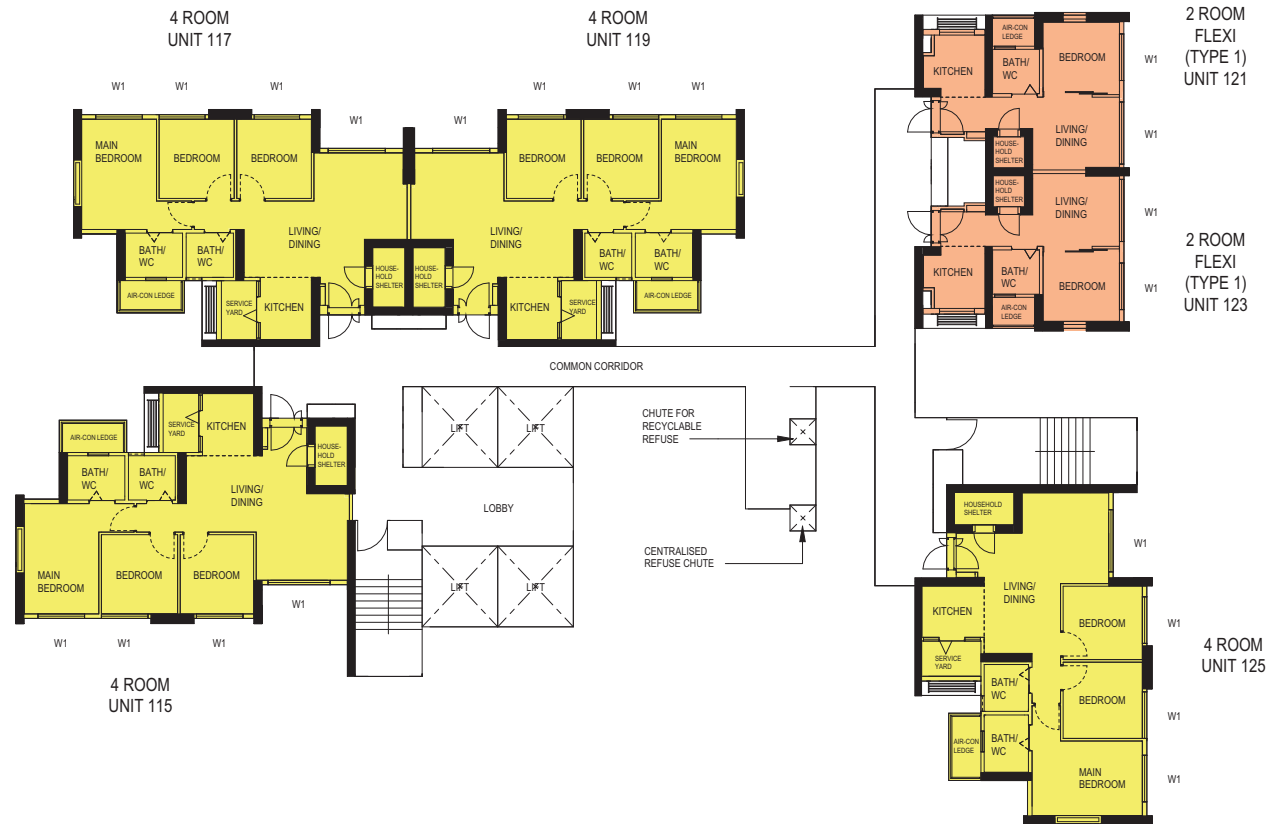 4 ROOM
UNIT 117
4 ROOM
UNIT 119
2 ROOM
FLEXI
(TYPE 1)
UNIT 121
W1
W1
W1
W1
W1
W1
W1
W1
MAIN
BEDROOM
BEDROOM
BEDROOM
LIVING/
DINING
BATH/
WC
BATH/
WC
AIR-CON LEDGE
SERVICE
YARD
KITCHEN
HOUSE-
HOLD
SHELTER
BEDROOM
BEDROOM
MAIN
BEDROOM
LIVING/
DINING
BATH/
WC
BATH/
WC
AIR-CON LEDGE
HOUSE-
HOLD
SHELTER
KITCHEN
SERVICE
YARD
KITCHEN
AIR-CON
LEDGE
BATH/
WC
BEDROOM
W1
LIVING/
DINING
W1
HOUSE-
HOLD
SHELTER
HOUSE-
HOLD
SHELTER
LIVING/
DINING
W1
KITCHEN
BATH/
WC
AIR-CON
LEDGE
BEDROOM
W1
2 ROOM
FLEXI
(TYPE 1)
UNIT 123
COMMON CORRIDOR
AIR-CON LEDGE
SERVICE
YARD
KITCHEN
HOUSE-
HOLD
SHELTER
BATH/
WC
BATH/
WC
LIVING/
DINING
MAIN
BEDROOM
BEDROOM
BEDROOM
W1
W1
W1
W1
4 ROOM
UNIT 115
LIFT
LIFT
LOBBY
LIFT
LIFT
CHUTE FOR
RECYCLABLE
REFUSE
CENTRALISED
REFUSE CHUTE
HOUSEHOLD
SHELTER
W1
LIVING/
DINING
KITCHEN
BEDROOM
W1
SERVICE
YARD
BATH/
WC
BEDROOM
W1
AIR-CON
LEDGE
BATH/
WC
MAIN
BEDROOM
W1
4 ROOM
UNIT 125